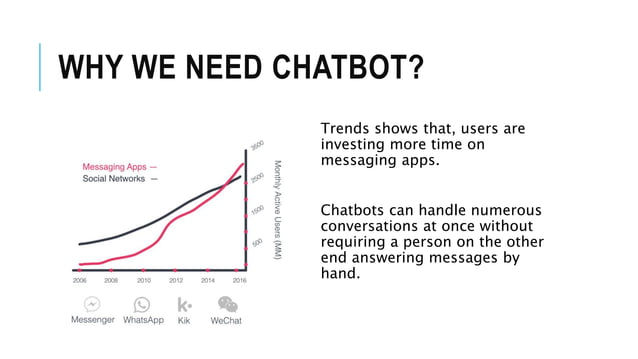 WHY WE NEED CHATBOT?
Trends shows that, users are
investing more time on
messaging apps.
Chatbots can handle numerous
conversations at once without
requiring a person on the other
end answering messages by
hand.
Messaging Apps —
Social Networks —
3500
2500
1500
500
Monthly Active Users (MM)
2006 2008 2010 2012 2014 2016
Messenger WhatsApp Kik WeChat